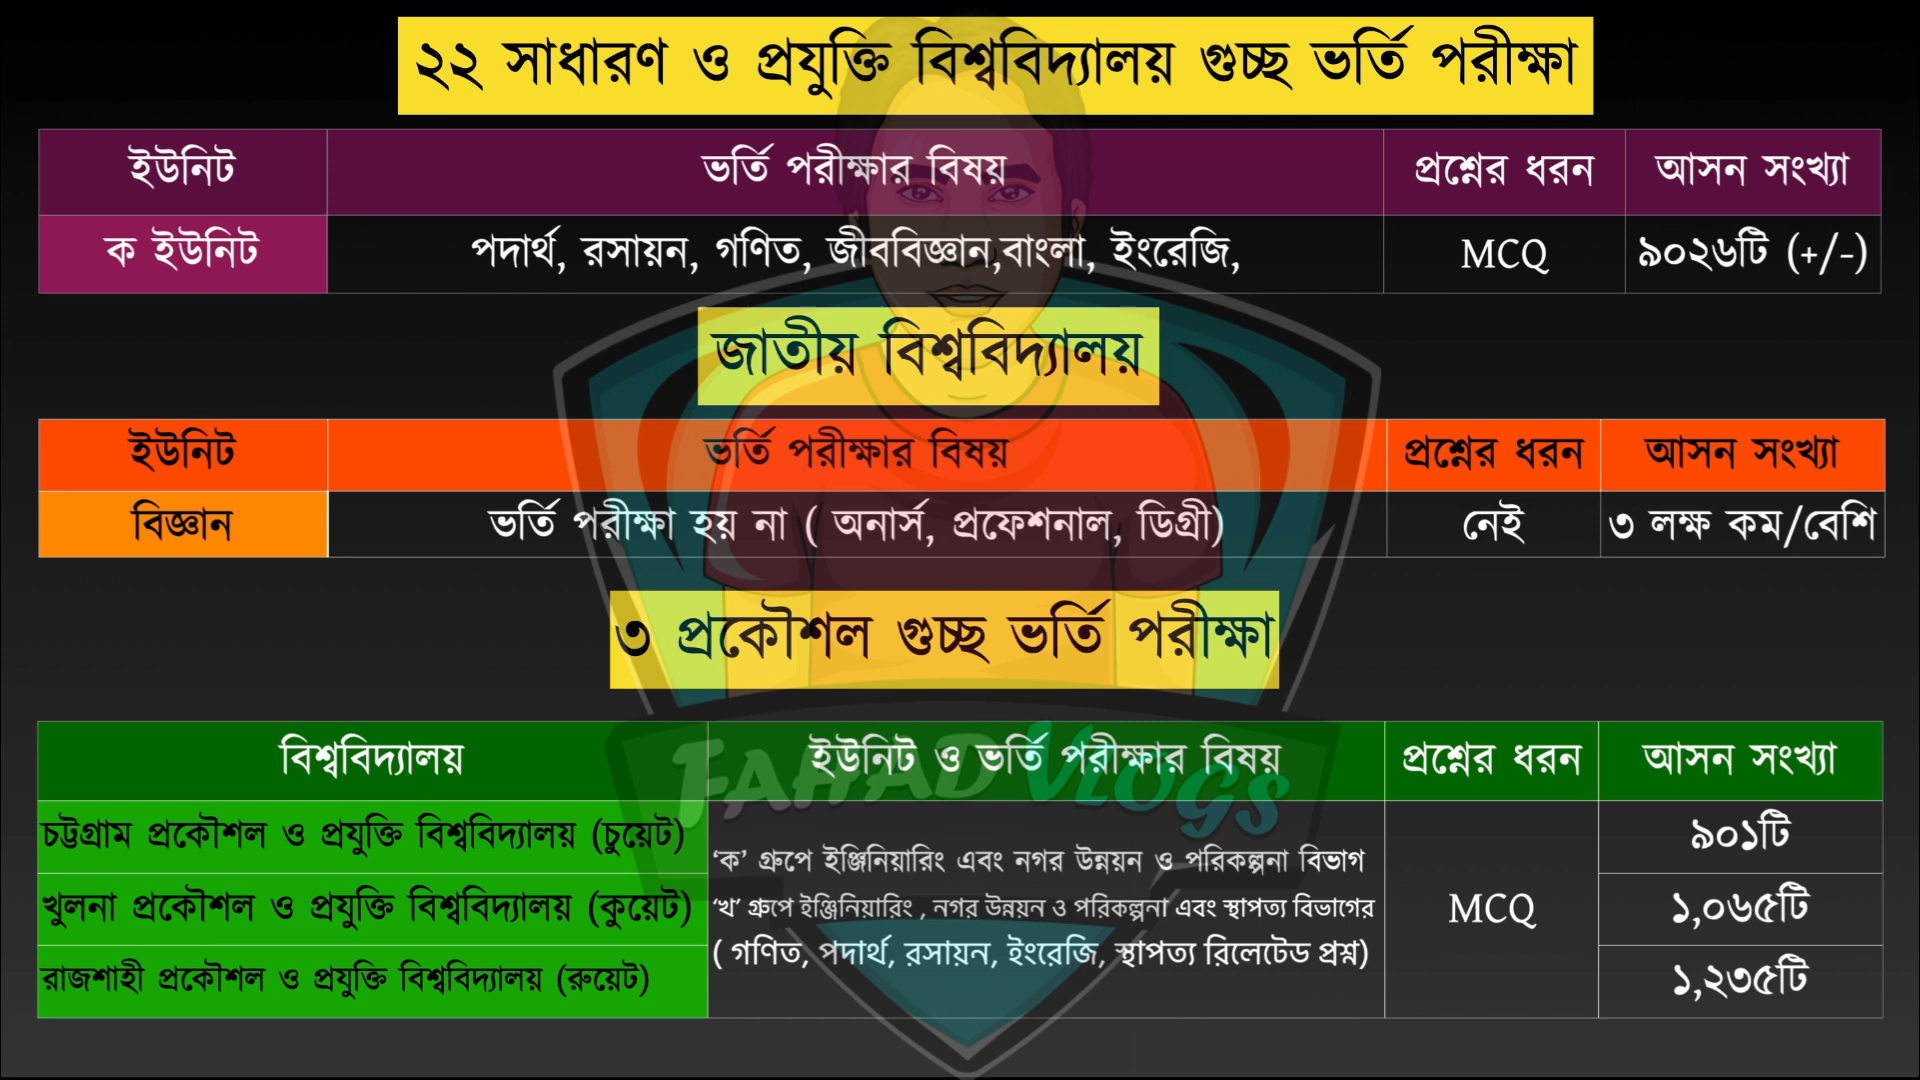 ২২ সাধারণ ও প্রযুক্তি বিশ্ববিদ্যালয় গুচ্ছ ভর্তি পরীক্ষা
ইউনিট ভর্তি পরীক্ষার বিষয় প্রশ্নের ধরন আসন সংখ্যা
ক ইউনিট পদার্থ, রসায়ন, গণিত, জীববিজ্ঞান,বাংলা, ইংরেজি, MCQ ৯০২৬টি (+/-)
জাতীয় বিশ্ববিদ্যালয়
ইউনিট ভর্তি পরীক্ষার বিষয় প্রশ্নের ধরন আসন সংখ্যা
বিজ্ঞান ভর্তি পরীক্ষা হয় না ( অনার্স, প্রফেশনাল, ডিগ্রী) নেই ৩ লক্ষ কম/বেশি
৩ প্রকৌশল গুচ্ছ ভর্তি পরীক্ষা
বিশ্ববিদ্যালয় ইউনিট ও ভর্তি পরীক্ষার বিষয় প্রশ্নের ধরন আসন সংখ্যা
FAHAD VLOGS
চট্টগ্রাম প্রকৌশল ও প্রযুক্তি বিশ্ববিদ্যালয় (চুয়েট) ৯০১টি
‘ক’ গ্রুপে ইঞ্জিনিয়ারিং এবং নগর উন্নয়ন ও পরিকল্পনা বিভাগ
খুলনা প্রকৌশল ও প্রযুক্তি বিশ্ববিদ্যালয় (কুয়েট) ‘খ’ গ্রুপে ইঞ্জিনিয়ারিং , নগর উন্নয়ন ও পরিকল্পনা এবং স্থাপত্য বিভাগের MCQ ১,০৬৫টি
( গণিত, পদার্থ, রসায়ন, ইংরেজি, স্থাপত্য রিলেটেড প্রশ্ন)
রাজশাহী প্রকৌশল ও প্রযুক্তি বিশ্ববিদ্যালয় (রুয়েট) ১,২৩৫টি